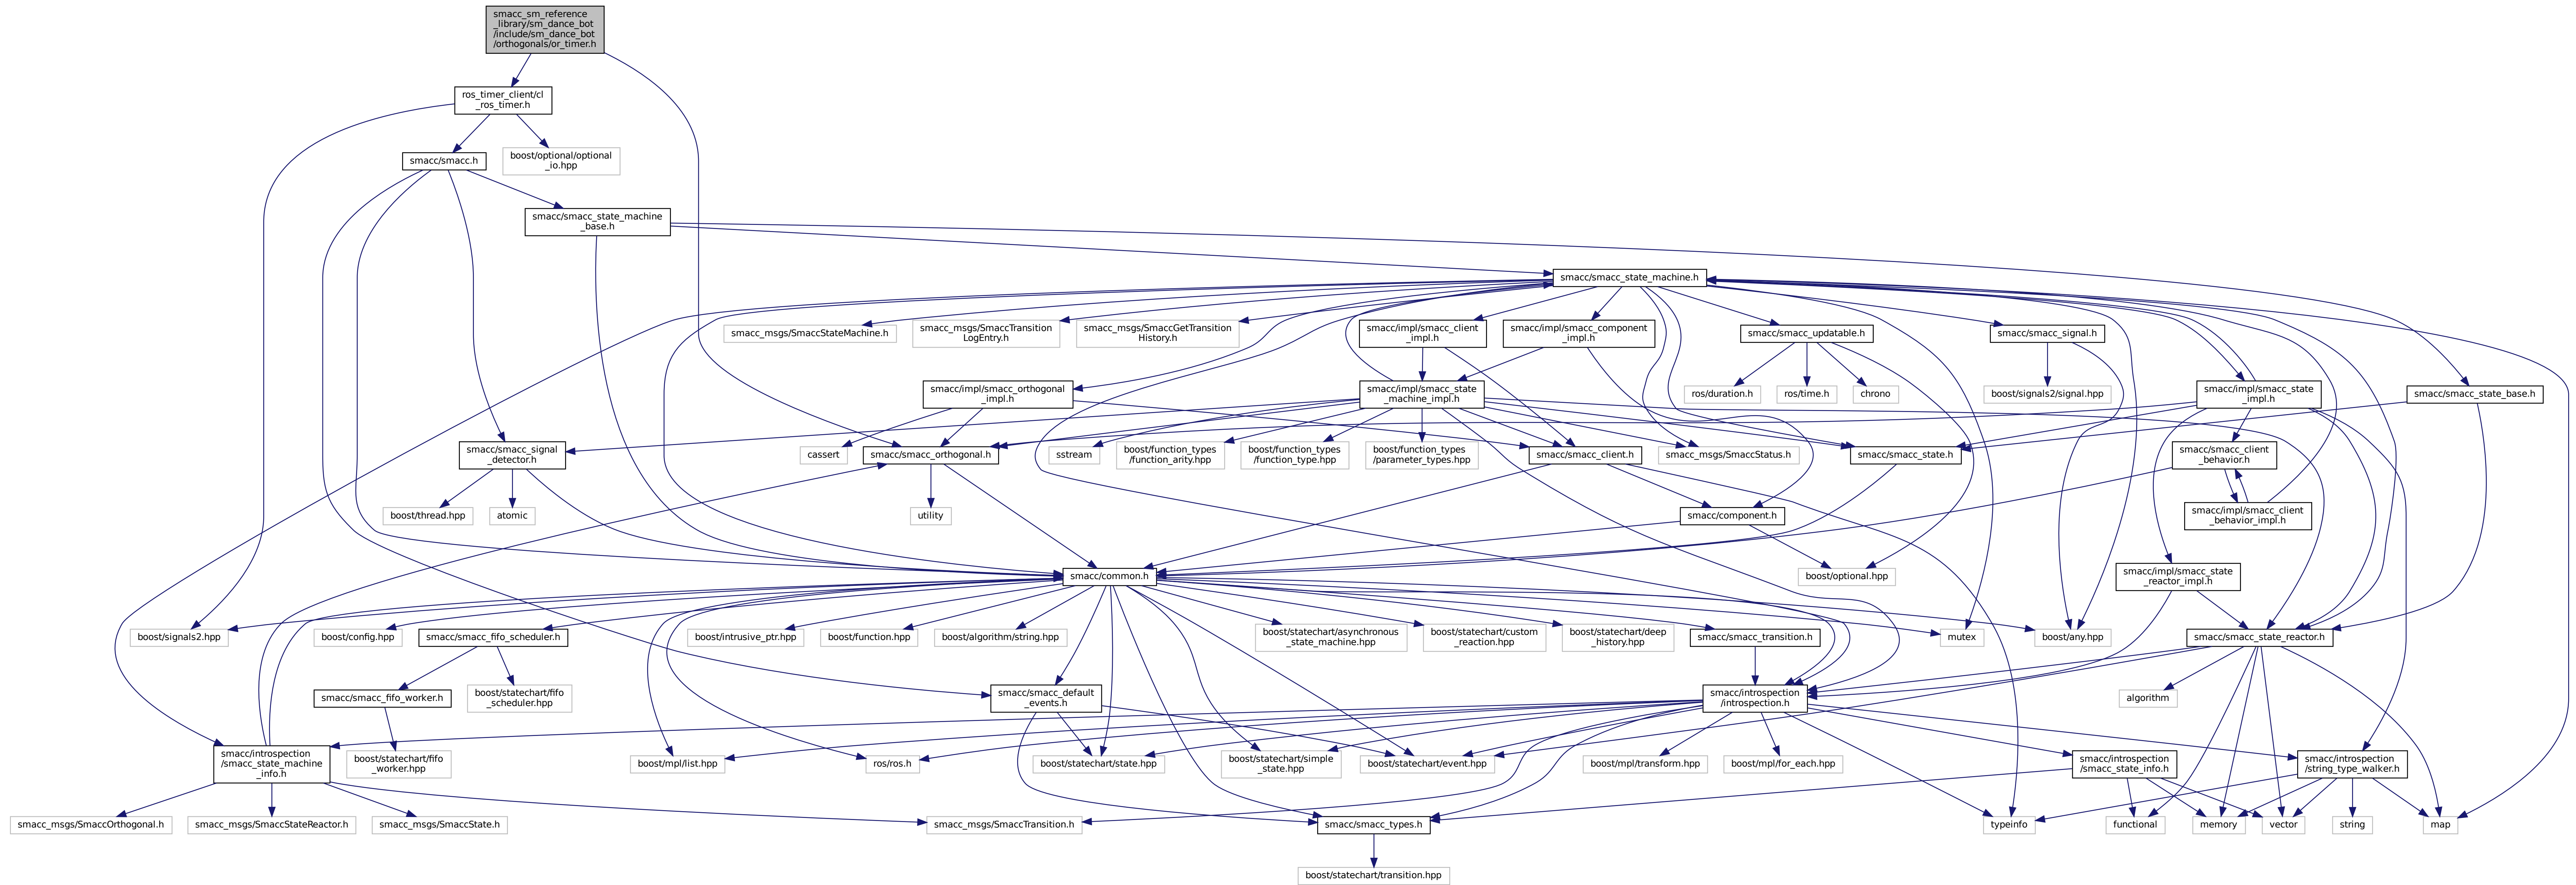 smacc_sm_reference
_library/sm_dance_bot
/include/sm_dance_bot
/orthogonals/or_timer.h
ros_timer_client/cl
_ros_timer.h
smacc/smacc.h
boost/optional/optional
_io.hpp
smacc/smacc_state_machine
_base.h
smacc/smacc_state_machine.h
smacc_msgs/SmaccStateMachine.h
smacc_msgs/SmaccTransition
LogEntry.h
smacc_msgs/SmaccGetTransition
History.h
smacc/impl/smacc_client
_impl.h
smacc/impl/smacc_component
_impl.h
smacc/smacc_updatable.h
smacc/smacc_signal.h
smacc/impl/smacc_orthogonal
_impl.h
smacc/impl/smacc_state
_machine_impl.h
ros/duration.h
ros/time.h
chrono
boost/signals2/signal.hpp
smacc/impl/smacc_state
_impl.h
smacc/smacc_state_base.h
smacc/smacc_signal
_detector.h
cassert
smacc/smacc_orthogonal.h
sstream
boost/function_types
/function_arity.hpp
boost/function_types
/function_type.hpp
boost/function_types
/parameter_types.hpp
smacc/smacc_client.h
smacc_msgs/SmaccStatus.h
smacc/smacc_state.h
smacc/smacc_client
_behavior.h
boost/thread.hpp
atomic
utility
smacc/component.h
smacc/impl/smacc_client
_behavior_impl.h
smacc/common.h
boost/optional.hpp
smacc/impl/smacc_state
_reactor_impl.h
boost/signals2.hpp
boost/config.hpp
smacc/smacc_fifo_scheduler.h
boost/intrusive_ptr.hpp
boost/function.hpp
boost/algorithm/string.hpp
boost/statechart/asynchronous
_state_machine.hpp
boost/statechart/custom
_reaction.hpp
boost/statechart/deep
_history.hpp
smacc/smacc_transition.h
mutex
boost/any.hpp
smacc/smacc_state_reactor.h
smacc/smacc_fifo_worker.h
boost/statechart/fifo
_scheduler.hpp
smacc/smacc_default
_events.h
smacc/introspection
/introspection.h
algorithm
smacc/introspection
/smacc_state_machine
_info.h
boost/statechart/fifo
_worker.hpp
boost/mpl/list.hpp
ros/ros.h
boost/statechart/state.hpp
boost/statechart/simple
_state.hpp
boost/statechart/event.hpp
boost/mpl/transform.hpp
boost/mpl/for_each.hpp
smacc/introspection
/smacc_state_info.h
smacc/introspection
/string_type_walker.h
smacc_msgs/SmaccOrthogonal.h
smacc_msgs/SmaccStateReactor.h
smacc_msgs/SmaccState.h
smacc_msgs/SmaccTransition.h
smacc/smacc_types.h
typeinfo
functional
memory
vector
string
map
boost/statechart/transition.hpp